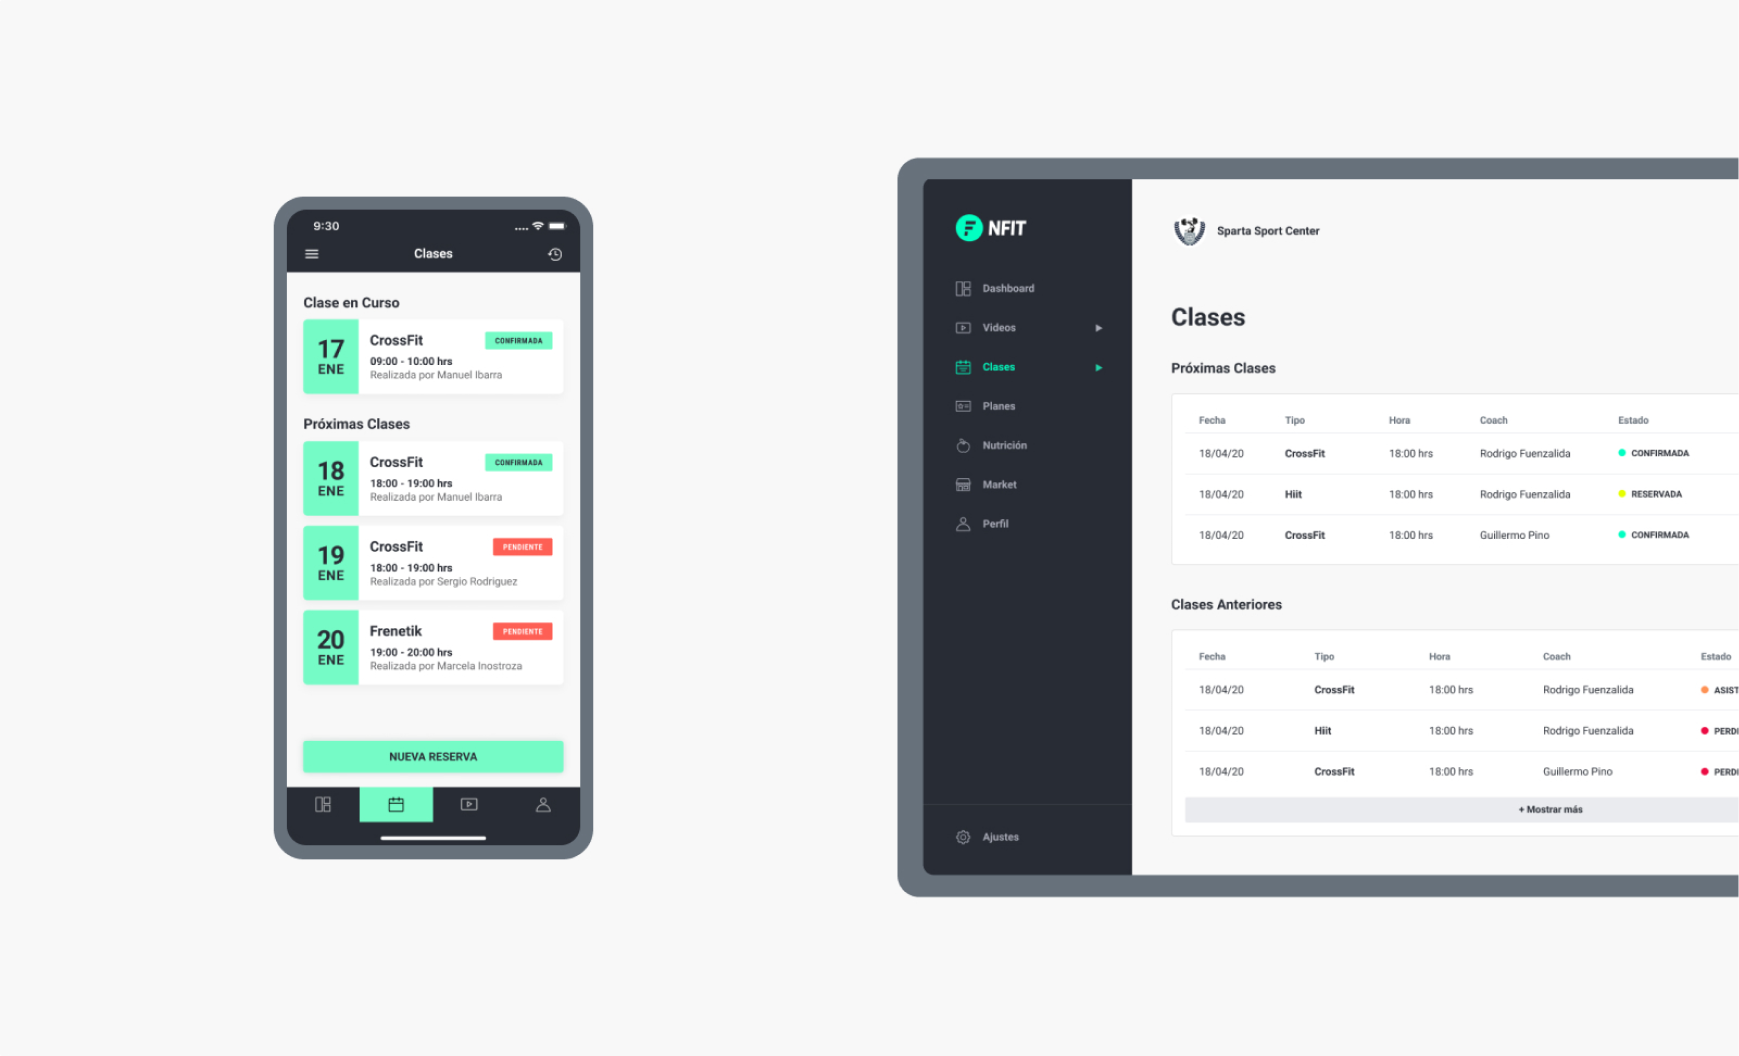 9:30
Clases
Clase en Curso
17
ENE
CrossFit
CONFIRMADA
09:00 - 10:00 hrs
Realizada por Manuel Ibarra
Próximas Clases
18
ENE
CrossFit
CONFIRMADA
18:00 - 19:00 hrs
Realizada por Manuel Ibarra
19
ENE
CrossFit
PENDIENTE
18:00 - 19:00 hrs
Realizada por Sergio Rodriguez
20
ENE
Frenetik
PENDIENTE
19:00 - 20:00 hrs
Realizada por Marcela Inostroza
NUEVA RESERVA
F NFIT
Dashboard
Videos
Clases
Planes
Nutrición
Market
Perfil
Ajustes
Sparta Sport Center
Clases
Próximas Clases
Fecha Tipo Hora Coach Estado
18/04/20 CrossFit 18:00 hrs Rodrigo Fuenzalida CONFIRMADA
18/04/20 Hiit 18:00 hrs Rodrigo Fuenzalida RESERVADA
18/04/20 CrossFit 18:00 hrs Guillermo Pino CONFIRMADA
Clases Anteriores
Fecha Tipo Hora Coach Estado
18/04/20 CrossFit 18:00 hrs Rodrigo Fuenzalida ASIST
18/04/20 Hiit 18:00 hrs Rodrigo Fuenzalida PERDI
18/04/20 CrossFit 18:00 hrs Guillermo Pino PERDI
+ Mostrar más